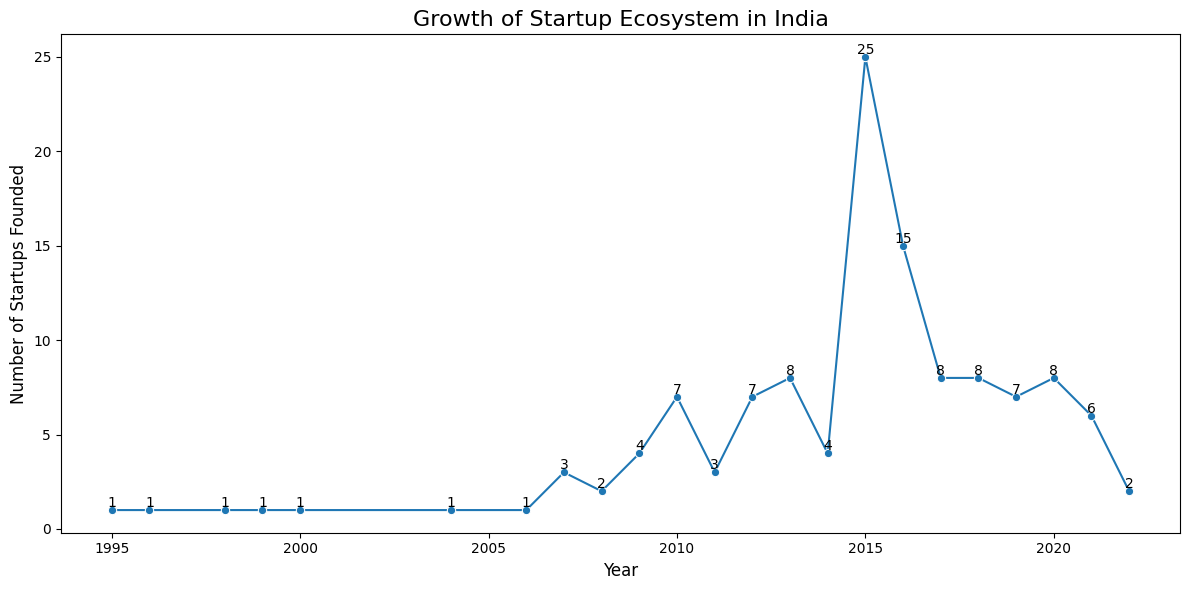 Growth of Startup Ecosystem in India
Number of Startups Founded
25
20
15
10
5
0
1 1 1 1 1 1 1 3 2 4 7 3 7 8 4 25 15 8 8 7 8 6 2
1995 2000 2005 2010 2015 2020
Year